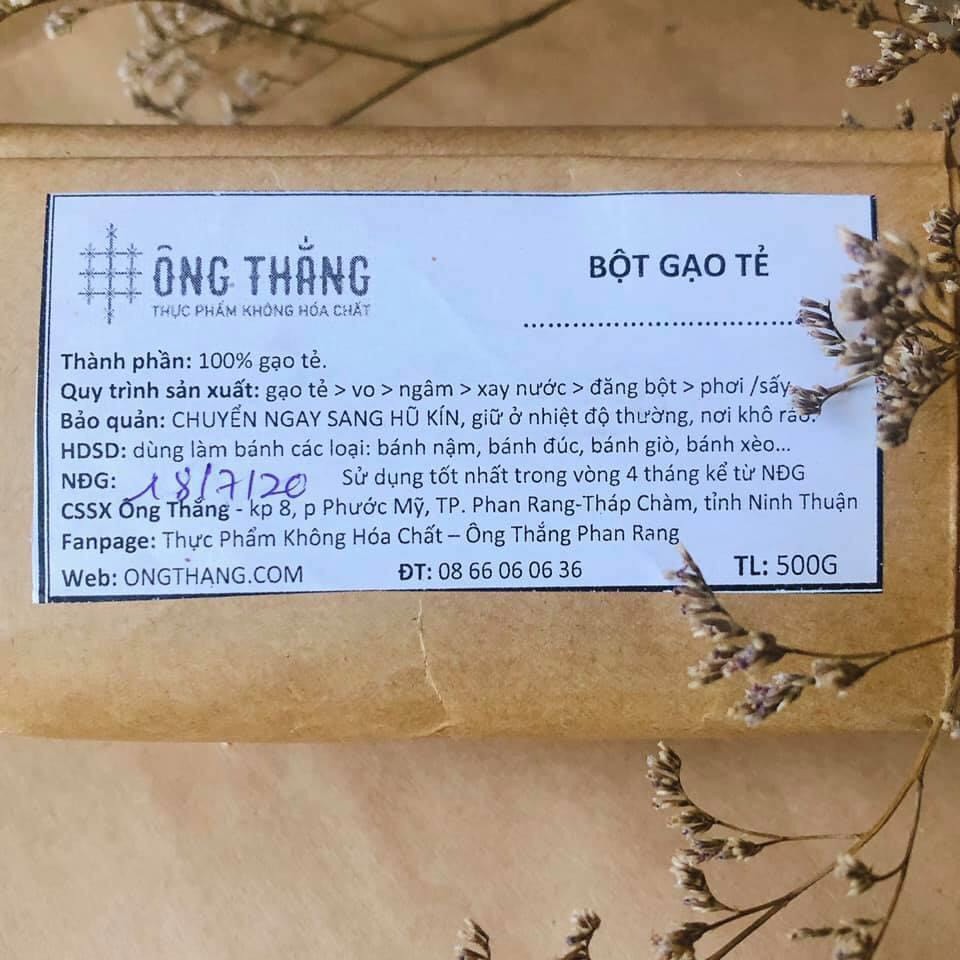 ÔNG THẮNG
THỰC PHẨM KHÔNG HÓA CHẤT
BỘT GẠO TẺ
Thành phần: 100% gạo tẻ.
Quy trình sản xuất: gạo tẻ > vo > ngâm > xay nước > đăng bột > phơi /sấy
Bảo quản: CHUYỂN NGAY SANG HŨ KÍN, giữ ở nhiệt độ thường, nơi khô ráo.
HDSD: dùng làm bánh các loại: bánh nậm, bánh đúc, bánh giò, bánh xèo...
NĐG: 18/7/20 Sử dụng tốt nhất trong vòng 4 tháng kể từ NĐG
CSSX Ông Thắng - kp 8, p Phước Mỹ, TP. Phan Rang-Tháp Chàm, tỉnh Ninh Thuận
Fanpage: Thực Phẩm Không Hóa Chất – Ông Thắng Phan Rang
Web: ONGTHANG.COM ĐT: 08 66 06 06 36 TL: 500G